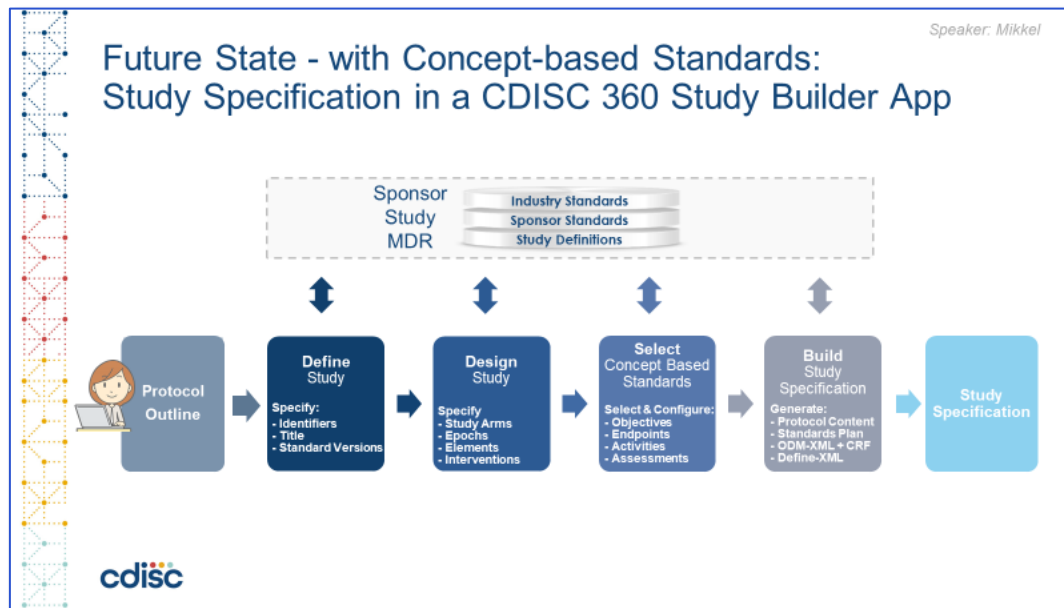 Speaker: Mikkel
Future State - with Concept-based Standards:
Study Specification in a CDISC 360 Study Builder App
Sponsor
Study
MDR
Industry Standards
Sponsor Standards
Study Definitions
Protocol
Outline
Define
Study
Specify:
- Identifiers
- Title
- Standard Versions
Design
Study
Specify
- Study Arms
- Epochs
- Elements
- Interventions
Select
Concept Based
Standards
Select & Configure:
- Objectives
- Endpoints
- Activities
- Assessments
Build
Study
Specification
Generate:
- Protocol Content
- Standards Plan
- ODM-XML + CRF
- Define-XML
Study
Specification
cdisc